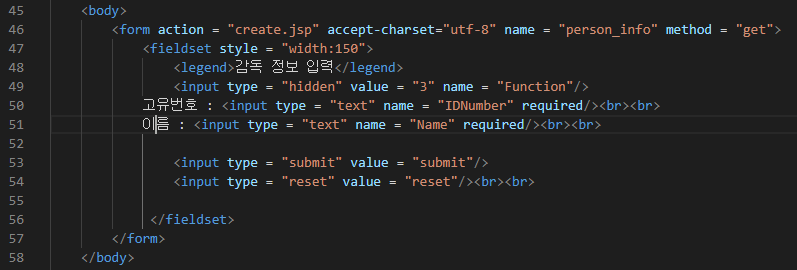 45 <body>
46 <form action = "create.jsp" accept-charset="utf-8" name = "person_info" method = "get">
47 <fieldset style = "width:150">
48 <legend>감독 정보 입력</legend>
49 <input type = "hidden" value = "3" name = "Function"/>
50 고유번호 : <input type = "text" name = "IDNumber" required/><br><br>
51 이름 : <input type = "text" name = "Name" required/><br><br>
52
53 <input type = "submit" value = "submit"/>
54 <input type = "reset" value = "reset"/><br><br>
55
56 </fieldset>
57 </form>
58 </body>